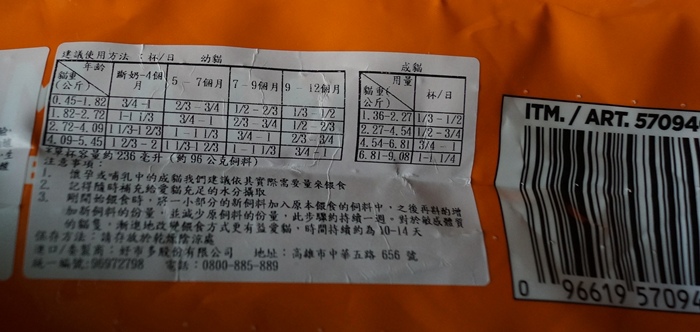 建議使用方法：杯/日 幼貓
年齡 貓重(公斤) 斷奶-4個月 5 - 7個月 7 - 9個月 9 - 12個月
0.45-1.82 3/4 -1 2/3 - 3/4 1/2 - 2/3 1/3 - 1/2
1.82-2.72 1-1 1/3 3/4 - 1 2/3 - 3/4 1/2 - 2/3
2.72-4.09 1 1/3-1 2/3 1 - 1 1/3 3/4 - 1 2/3 - 3/4
4.09-5.45 1 2/3- 2 1 - 1 1/3 1 - 1 1/3 3/4 - 1
成貓
用量 貓重(公斤) 杯/日
1.36-2.27 1/3 - 1/2
2.27-4.54 1/2 - 3/4
4.54-6.81 3/4 - 1
6.81-9.08 1-1 1/4
容量約 236 毫升 (約 96 公克飼料)
注意事項：
1. 懷孕或哺乳中的成貓我們建議依其實際需要量來餵食
2. 記得隨時補充給愛貓充足的水分攝取
3. 剛開始餵食時，將一小部分的新飼料加入原本餵食的飼料中，之後再斟酌增
加新飼料的份量，並減少原飼料的份量，此步驟約持續一週。對於敏感體質
的貓隻，漸進地改變餵食方式更有益愛貓，時間持續約為 10-14 天
保存方法：請存放於乾燥陰涼處
進口/委製商：好市多股份有限公司 地址：高雄市中華五路 656 號
統一編號:96972798 電話：0800-885-889
ITM. / ART. 57094
0 96619 57094